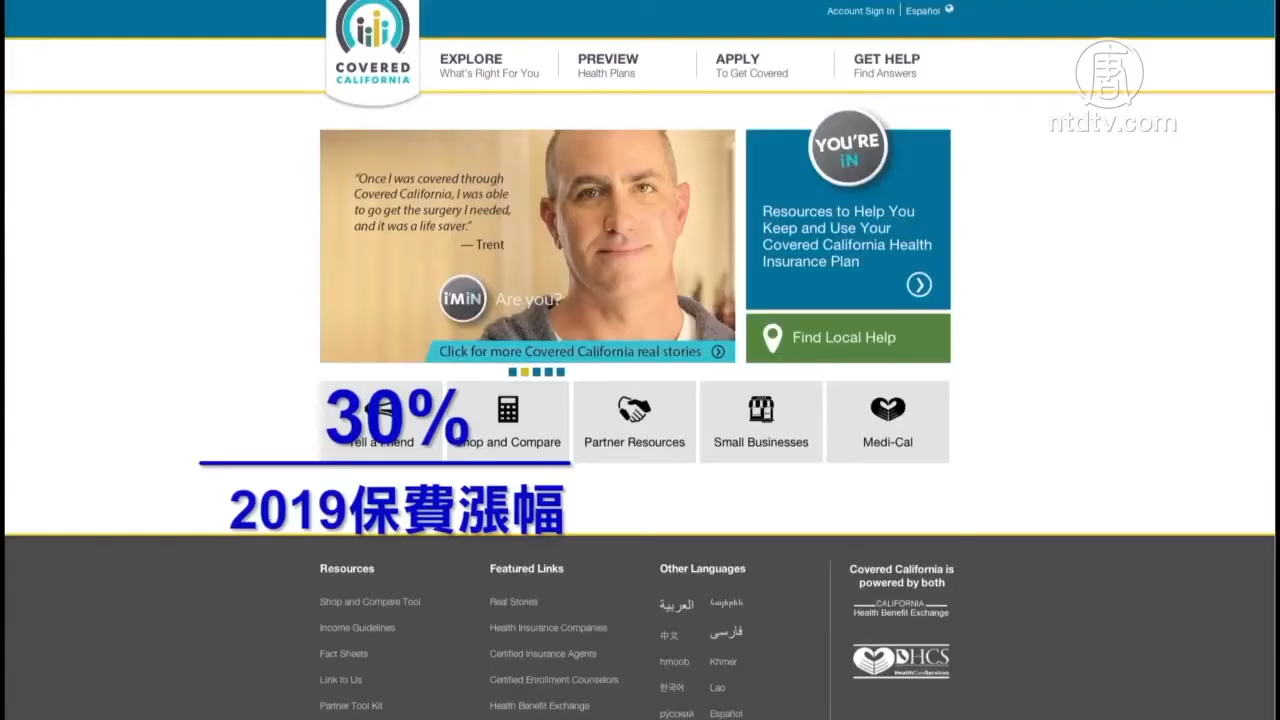 Account Sign In
Español
COVERED
CALIFORNIA
EXPLORE
What's Right For You
PREVIEW
Health Plans
APPLY
To Get Covered
GET HELP
Find Answers
唐
ntdtv.com
"Once I was covered through
Covered California, I was able
to go get the surgery I needed,
and it was a life saver."
— Trent
i'MiN
Are you?
Click for more Covered California real stories
YOU'RE
iN
Resources to Help You
Keep and Use Your
Covered California Health
Insurance Plan
Find Local Help
30%
Tell a Friend
Shop and Compare
Partner Resources
Small Businesses
Medi-Cal
2019保費漲幅
Resources
Shop and Compare Tool
Income Guidelines
Fact Sheets
Link to Us
Partner Tool Kit
Featured Links
Real Stories
Health Insurance Companies
Certified Insurance Agents
Certified Enrollment Counselors
Health Benefit Exchange
Other Languages
العربية
中文
فارسی
hmoob
Khmer
한국어
Lao
русский
Español
Covered California is
powered by both
CALIFORNIA
Health Benefit Exchange
DHCS
HealthCareServices